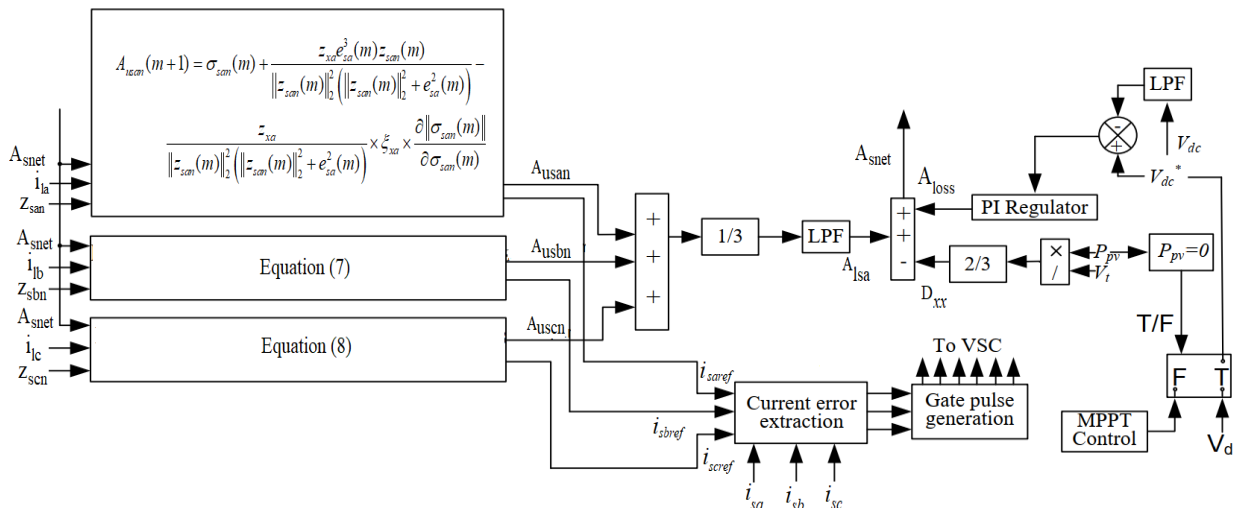 A_usan(m+1) = σ_san(m) + z_xa e³_sa(m) z_san(m) / ‖z_san(m)‖²₂ (‖z_san(m)‖²₂ + e²_sa(m)) −
z_xa / ‖z_san(m)‖²₂ (‖z_san(m)‖²₂ + e²_sa(m)) × ξ_xa × ∂‖σ_san(m)‖ / ∂σ_san(m)
A_snet
i_la
z_san
A_snet
i_lb
z_sbn
A_snet
i_lc
z_scn
Equation (7)
Equation (8)
A_usan
A_usbn
A_uscn
+
+
+
1/3
LPF
A_lsa
A_snet
A_loss
+
+
-
D_xx
PI Regulator
2/3
×
/
P_pv
V_t
P_pv=0
LPF
-
+
V_dc
V_dc*
T/F
F
T
MPPT
Control
V_d
i_saref
i_sbref
i_scref
Current error
extraction
i_sa
i_sb
i_sc
To VSC
Gate pulse
generation